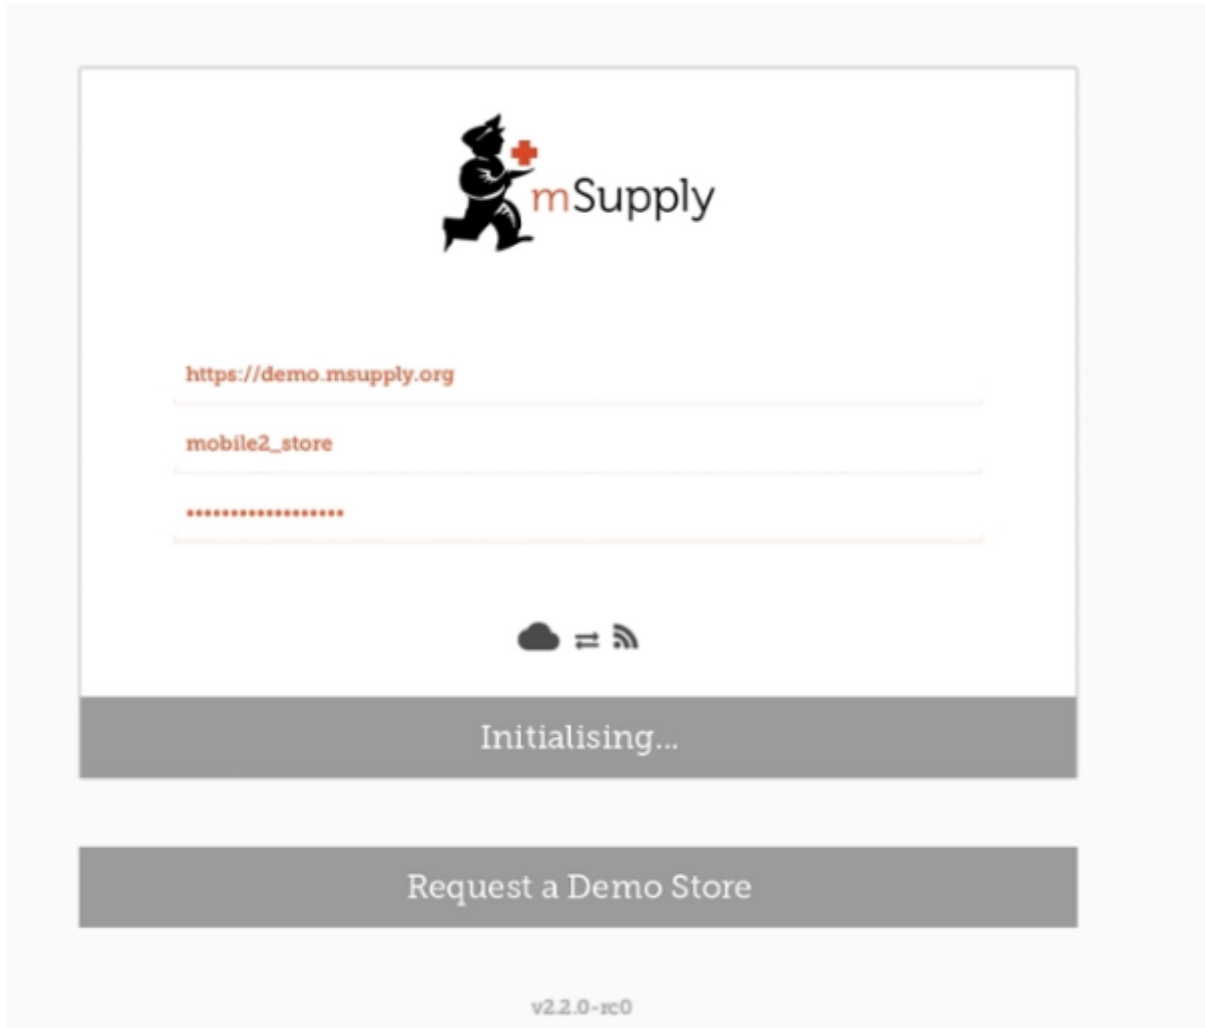 mSupply
https://demo.msupply.org
mobile2_store
••••••••••••••••••
Initialising...
Request a Demo Store
v2.2.0-rc0